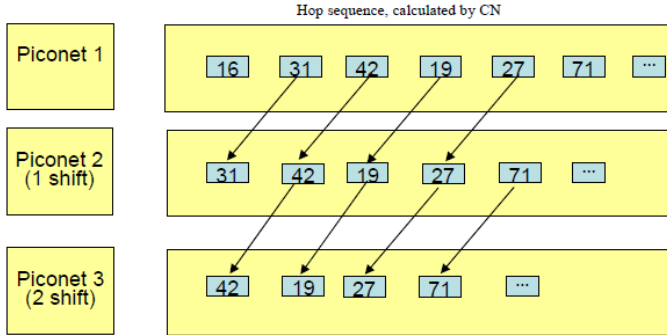 Hop sequence, calculated by CN
Piconet 1
16 31 42 19 27 71 ...
Piconet 2
(1 shift)
31 42 19 27 71 ...
Piconet 3
(2 shift)
42 19 27 71 ...